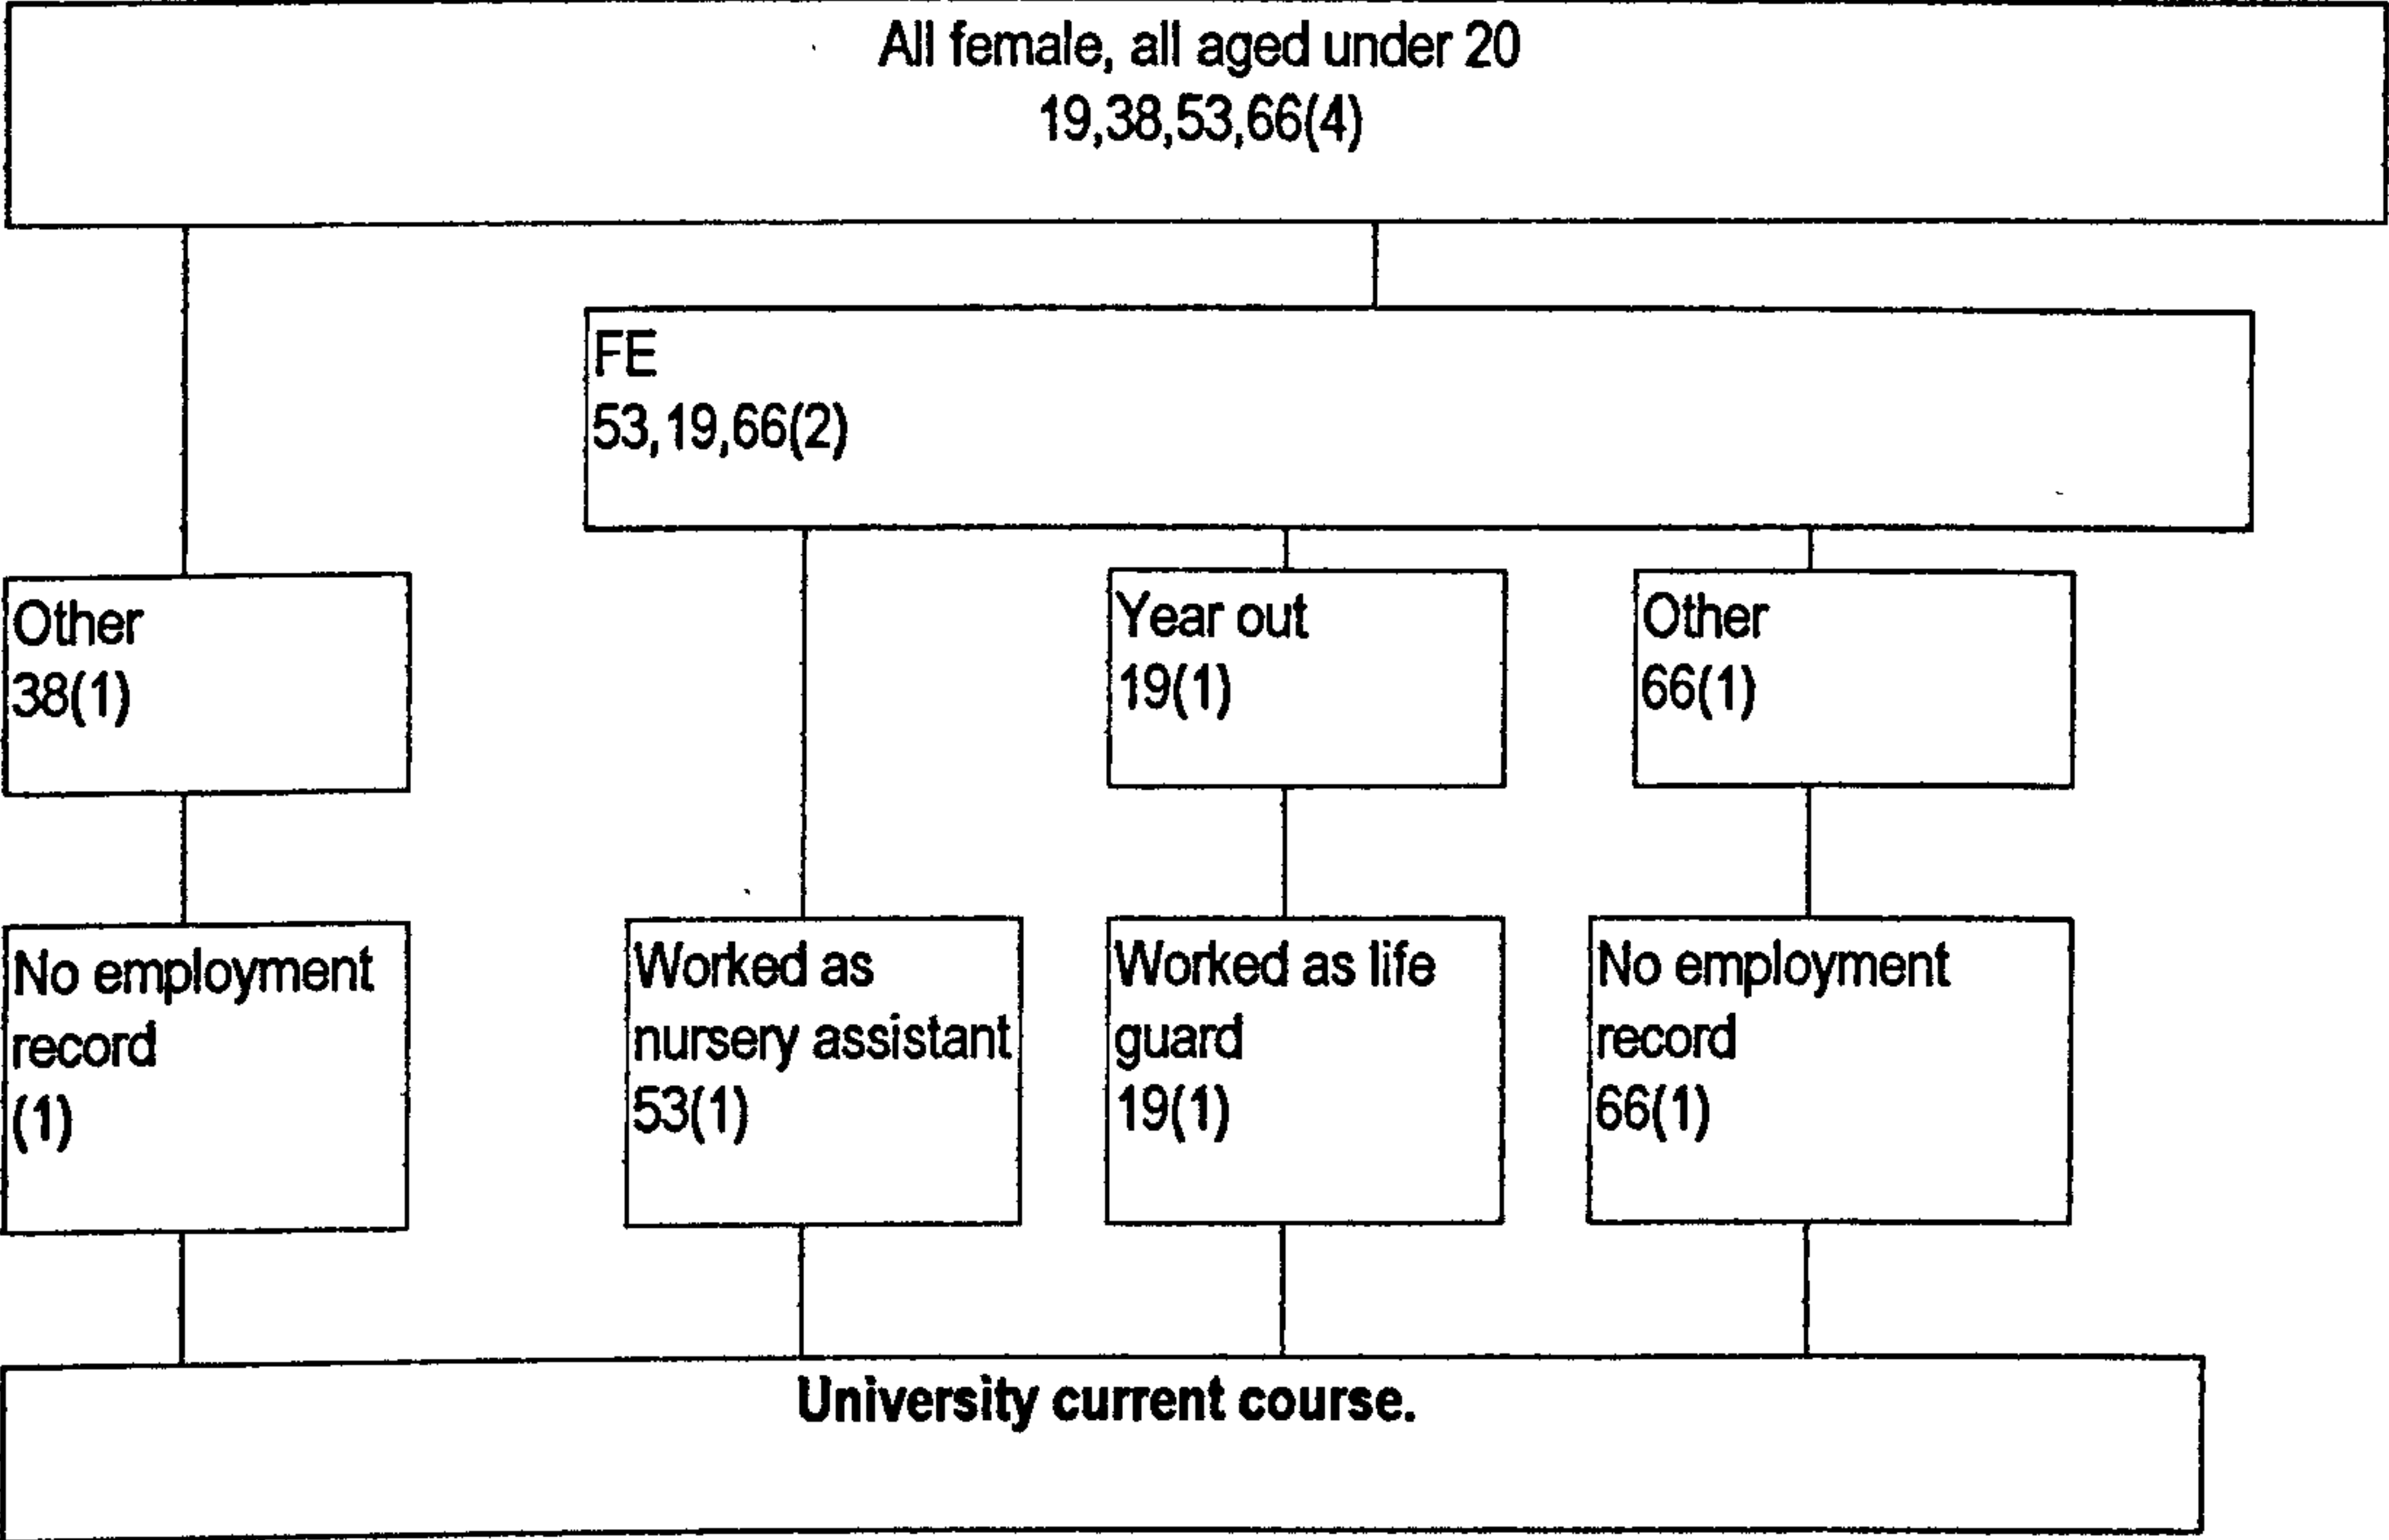 All female, all aged under 20
19,38,53,66(4)
FE
53,19,66(2)
Other
38(1)
Year out
19(1)
Other
66(1)
No employment
record
(1)
Worked as
nursery assistant
53(1)
Worked as life
guard
19(1)
No employment
record
66(1)
University current course.